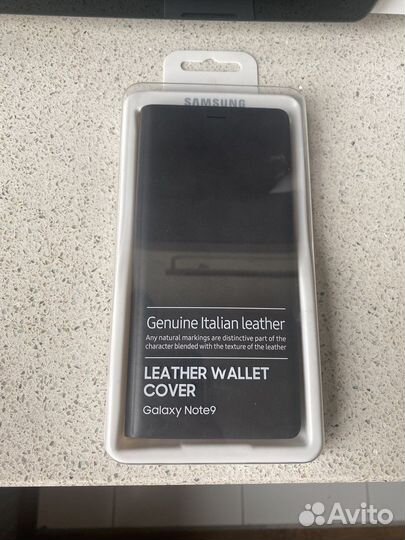 SAMSUNG
Genuine Italian leather
Any natural markings are distinctive part of the
character blended with the texture of the leather
LEATHER WALLET
COVER
Galaxy Note9
Avito